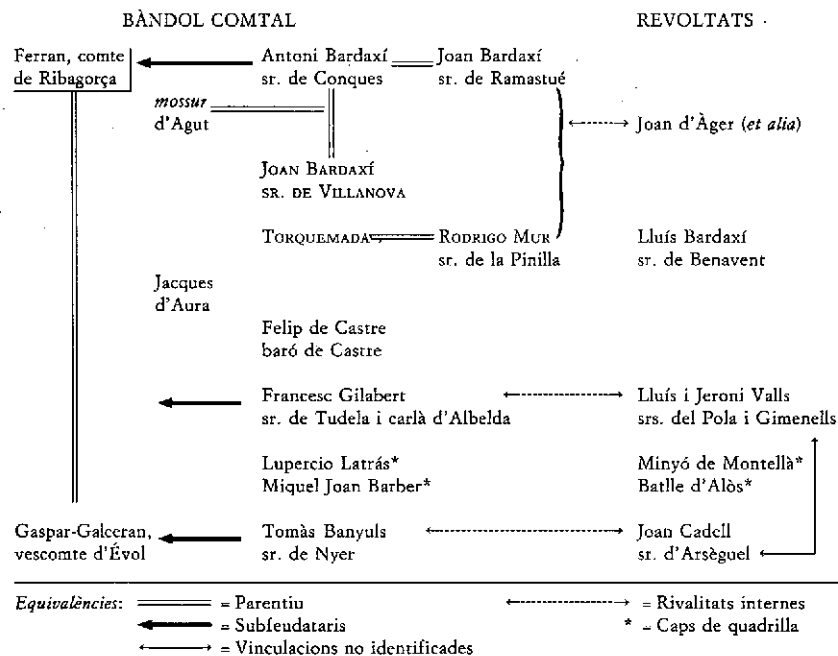 BÀNDOL COMTAL REVOLTATS
Ferran, comte Antoni Bardaxí Joan Bardaxí
de Ribagorça sr. de Conques sr. de Ramastué
mossur
d'Agut Joan d'Àger (et alia)
JOAN BARDAXÍ
SR. DE VILLANOVA
TORQUEMADA RODRIGO MUR Lluís Bardaxí
sr. de la Pinilla sr. de Benavent
Jacques
d'Aura
Felip de Castre
baró de Castre
Francesc Gilabert Lluís i Jeroni Valls
sr. de Tudela i carlà d'Albelda srs. del Pola i Gimenells
Lupercio Latrás* Minyó de Montellà*
Miquel Joan Barber* Batlle d'Alòs*
Gaspar-Galceran, Tomàs Banyuls Joan Cadell
vescomte d'Évol sr. de Nyer sr. d'Arsèguel
Equivalències: = Parentiu = Rivalitats internes
= Subfeudataris * = Caps de quadrilla
= Vinculacions no identificades